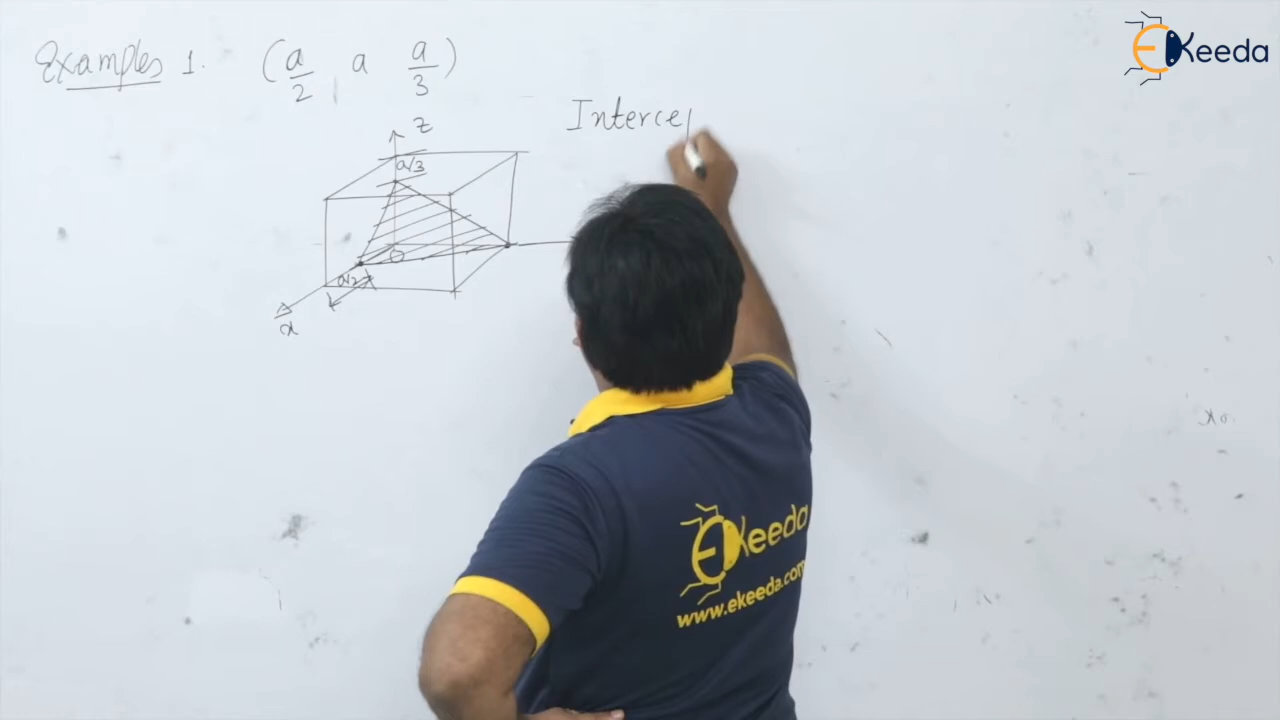 Examples 1. (a/2, a a/3)
EKeeda
Intercep
z
a/3
O
a/2
x
EKeeda
www.ekeeda.com